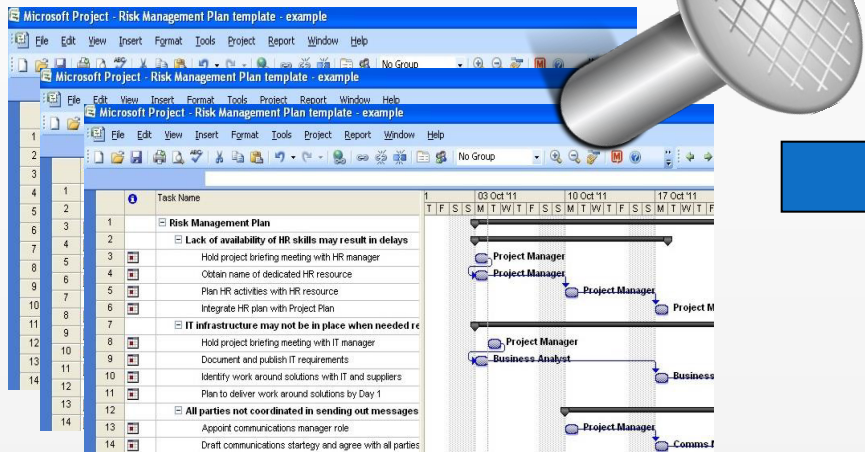 Microsoft Project - Risk Management Plan template - example
File Edit View Insert Format Tools Project Report Window Help
No Group
Microsoft Project - Risk Management Plan template - example
File Edit View Insert Format Tools Project Report Window Help
Microsoft Project - Risk Management Plan template - example
File Edit View Insert Format Tools Project Report Window Help
No Group
Task Name 03 Oct '11 10 Oct '11 17 Oct '11
T F S S M T W T F S S M T W T F S S M T W T F
1 Risk Management Plan
2 Lack of availability of HR skills may result in delays
3 Hold project briefing meeting with HR manager Project Manager
4 Obtain name of dedicated HR resource Project Manager
5 Plan HR activities with HR resource Project Manager
6 Integrate HR plan with Project Plan Project M
7 IT infrastructure may not be in place when needed re
8 Hold project briefing meeting with IT manager Project Manager
9 Document and publish IT requirements Business Analyst
10 Identify work around solutions with IT and suppliers Business
11 Plan to deliver work around solutions by Day 1
12 All parties not coordinated in sending out messages
13 Appoint communications manager role Project Manager
14 Draft communications startegy and agree with all parties Comms